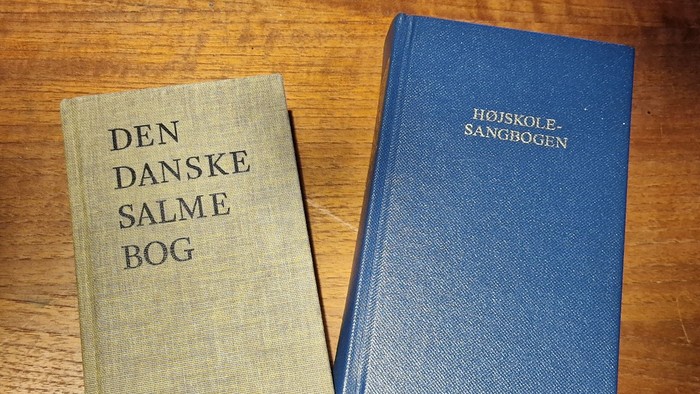 DEN
DANSKE
SALME
BOG
HØJSKOLE-
SANGBOGEN